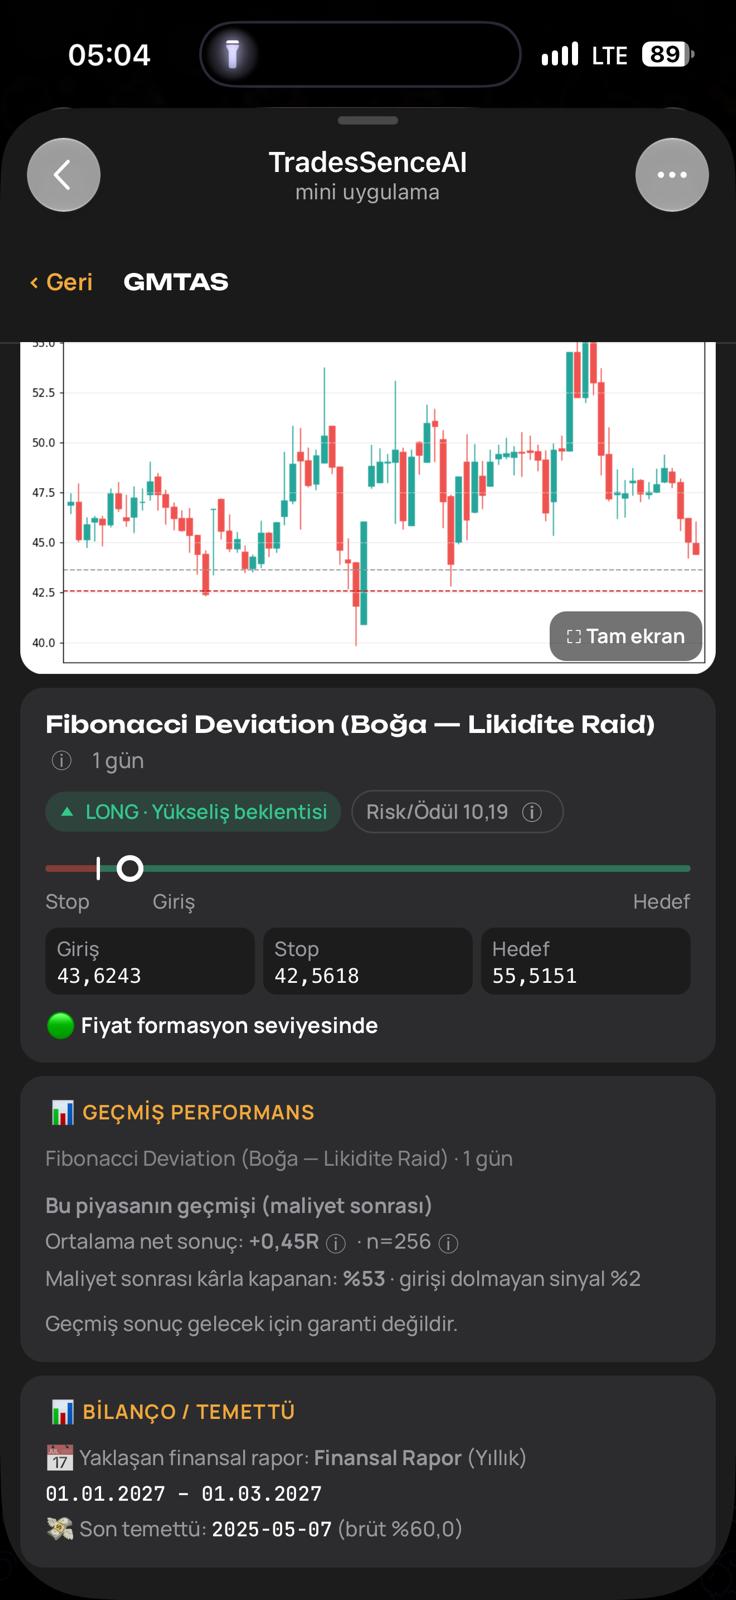 05:04
LTE
89
TradesSenceAI
mini uygulama
‹ Geri
GMTAS
55.0
52.5
50.0
47.5
45.0
42.5
40.0
Tam ekran
Fibonacci Deviation (Boğa — Likidite Raid)
ⓘ 1 gün
▲ LONG · Yükseliş beklentisi
Risk/Ödül 10,19 ⓘ
Stop
Giriş
Hedef
Giriş
43,6243
Stop
42,5618
Hedef
55,5151
Fiyat formasyon seviyesinde
GEÇMİŞ PERFORMANS
Fibonacci Deviation (Boğa — Likidite Raid) · 1 gün
Bu piyasanın geçmişi (maliyet sonrası)
Ortalama net sonuç: +0,45R ⓘ · n=256 ⓘ
Maliyet sonrası kârla kapanan: %53 · girişi dolmayan sinyal %2
Geçmiş sonuç gelecek için garanti değildir.
BİLANÇO / TEMETTÜ
Yaklaşan finansal rapor: Finansal Rapor (Yıllık)
01.01.2027 – 01.03.2027
Son temettü: 2025-05-07 (brüt %60,0)